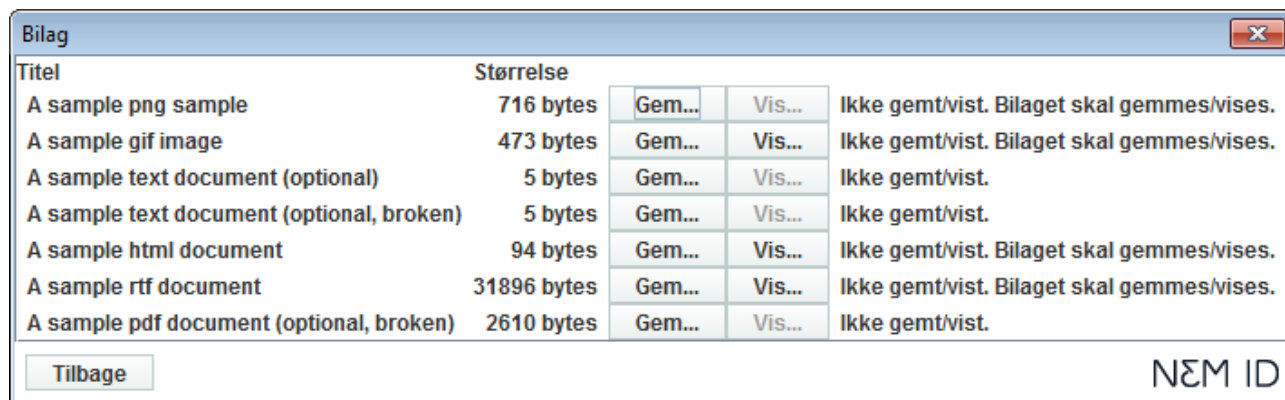 Bilag
Titel Størrelse
A sample png sample 716 bytes Gem... Vis... Ikke gemt/vist. Bilaget skal gemmes/vises.
A sample gif image 473 bytes Gem... Vis... Ikke gemt/vist. Bilaget skal gemmes/vises.
A sample text document (optional) 5 bytes Gem... Vis... Ikke gemt/vist.
A sample text document (optional, broken) 5 bytes Gem... Vis... Ikke gemt/vist.
A sample html document 94 bytes Gem... Vis... Ikke gemt/vist. Bilaget skal gemmes/vises.
A sample rtf document 31896 bytes Gem... Vis... Ikke gemt/vist. Bilaget skal gemmes/vises.
A sample pdf document (optional, broken) 2610 bytes Gem... Vis... Ikke gemt/vist.
Tilbage NEM ID